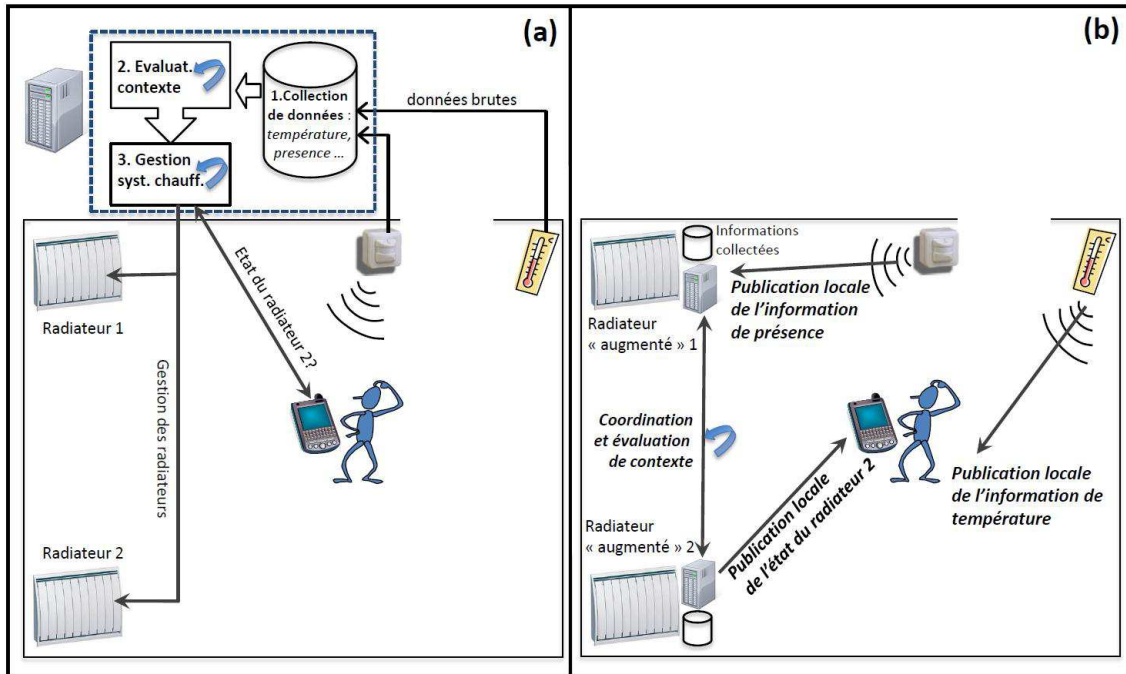 (a)
2. Evaluat.
contexte
1.Collection
de données :
température,
presence ...
3. Gestion
syst. chauff.
données brutes
Radiateur 1
Etat du radiateur 2?
Gestion des radiateurs
Radiateur 2
(b)
Informations
collectées
Publication locale
de l'information
de présence
Radiateur
« augmenté » 1
Coordination
et évaluation
de contexte
Publication locale
de l'information de
température
Radiateur
« augmenté » 2
Publication locale
de l'état du radiateur 2